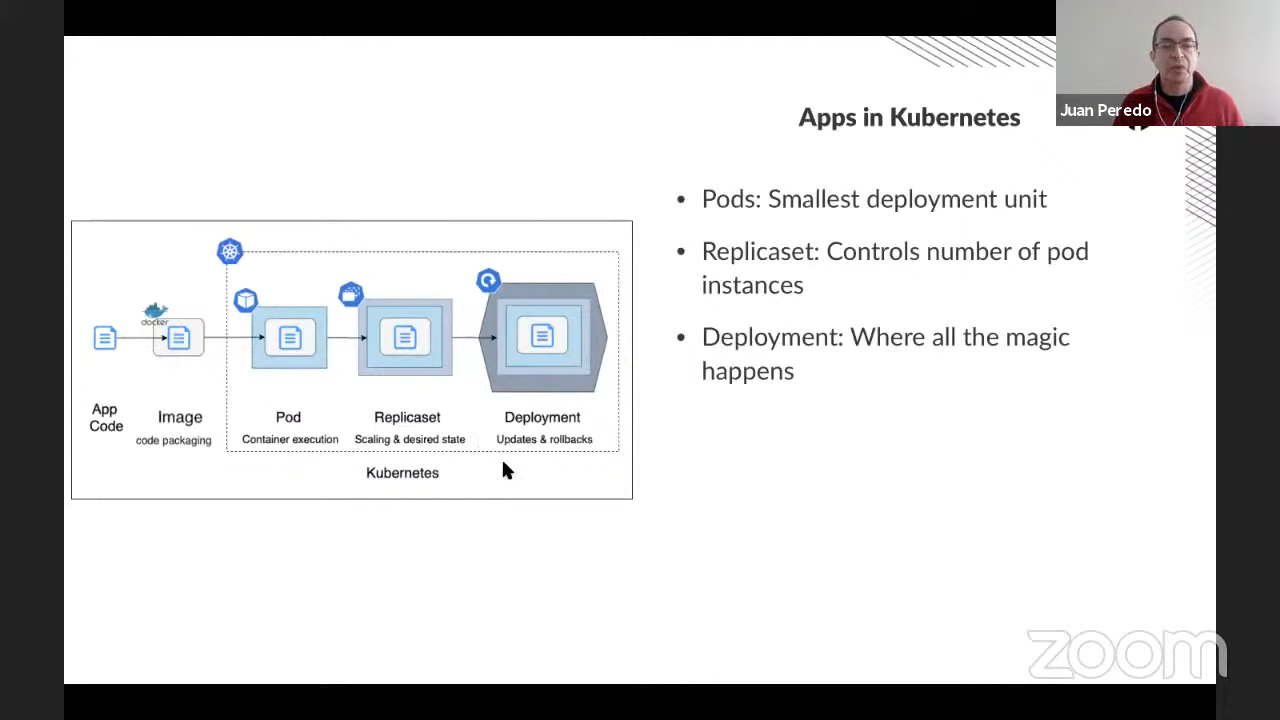 Juan Peredo
Apps in Kubernetes
• Pods: Smallest deployment unit
• Replicaset: Controls number of pod
instances
• Deployment: Where all the magic
happens
docker
App
Code
Image
code packaging
Pod
Container execution
Replicaset
Scaling & desired state
Deployment
Updates & rollbacks
Kubernetes
zoom